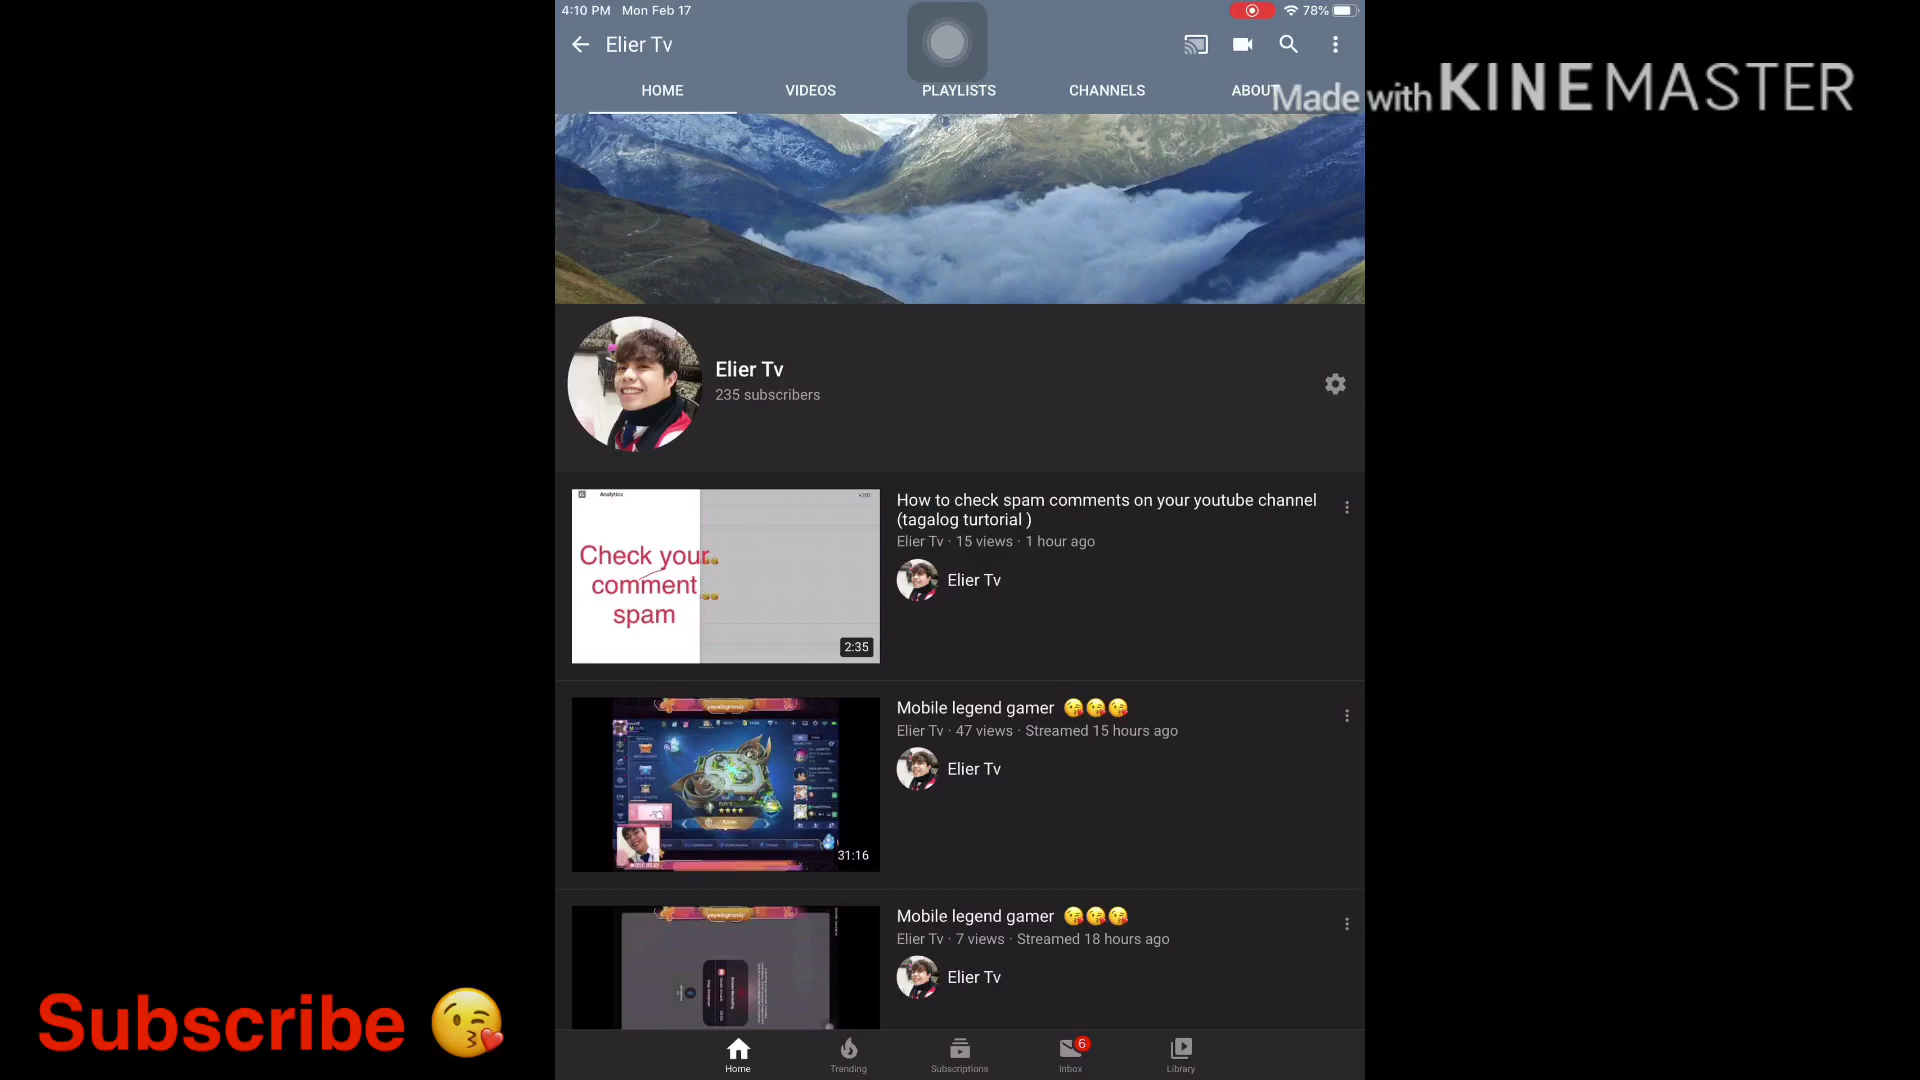 4:10 PM Mon Feb 17
78%
Elier Tv
HOME VIDEOS PLAYLISTS CHANNELS ABOUT
Made with KINEMASTER
Elier Tv
235 subscribers
Analytics
Check your
comment
spam
2:35
How to check spam comments on your youtube channel
(tagalog turtorial )
Elier Tv · 15 views · 1 hour ago
Elier Tv
31:16
Mobile legend gamer 😘😘😘
Elier Tv · 47 views · Streamed 15 hours ago
Elier Tv
Mobile legend gamer 😘😘😘
Elier Tv · 7 views · Streamed 18 hours ago
Elier Tv
Subscribe 😘
6
Home Trending Subscriptions Inbox Library